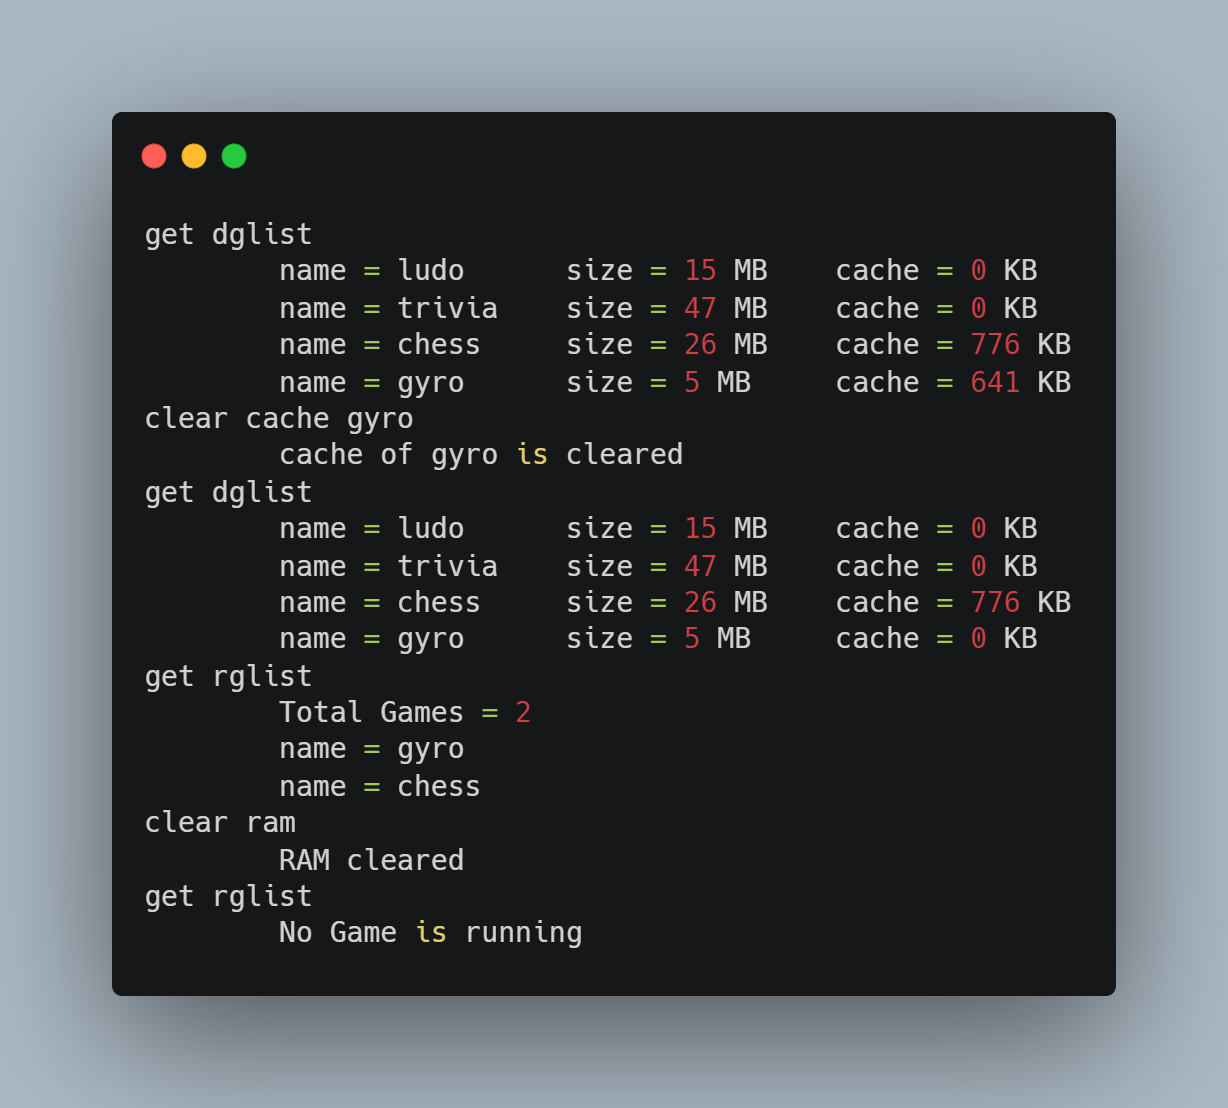 get dglist
        name = ludo      size = 15 MB    cache = 0 KB
        name = trivia    size = 47 MB    cache = 0 KB
        name = chess     size = 26 MB    cache = 776 KB
        name = gyro      size = 5 MB     cache = 641 KB
clear cache gyro
        cache of gyro is cleared
get dglist
        name = ludo      size = 15 MB    cache = 0 KB
        name = trivia    size = 47 MB    cache = 0 KB
        name = chess     size = 26 MB    cache = 776 KB
        name = gyro      size = 5 MB     cache = 0 KB
get rglist
        Total Games = 2
        name = gyro
        name = chess
clear ram
        RAM cleared
get rglist
        No Game is running